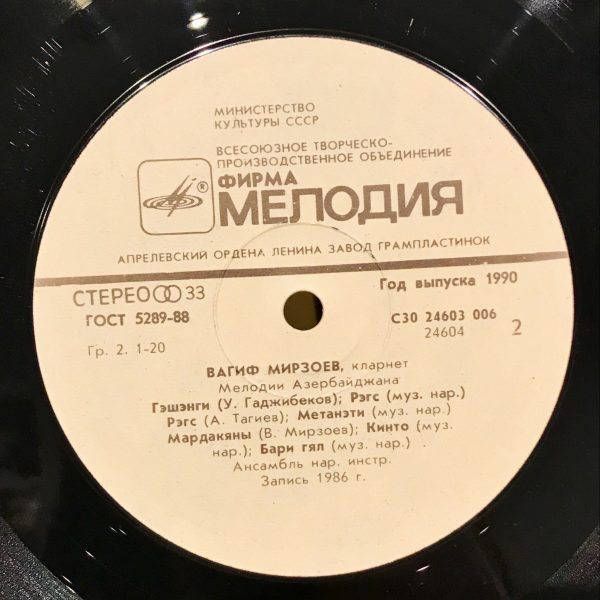 МИНИСТЕРСТВО
КУЛЬТУРЫ СССР
ВСЕСОЮЗНОЕ ТВОРЧЕСКО-
ПРОИЗВОДСТВЕННОЕ ОБЪЕДИНЕНИЕ
® ФИРМА
МЕЛОДИЯ
АПРЕЛЕВСКИЙ ОРДЕНА ЛЕНИНА ЗАВОД ГРАМПЛАСТИНОК
СТЕРЕО 33
Год выпуска 1990
ГОСТ 5289-88
С30 24603 006
24604
2
Гр. 2. 1-20
ВАГИФ МИРЗОЕВ, кларнет
Мелодии Азербайджана
Гэшэнги (У. Гаджибеков); Рэгс (муз. нар.)
Рэгс (А. Тагиев); Метанэти (муз. нар.)
Мардакяны (В. Мирзоев); Кинто (муз.
нар.); Бари гял (муз. нар.)
Ансамбль нар. инстр.
Запись 1986 г.